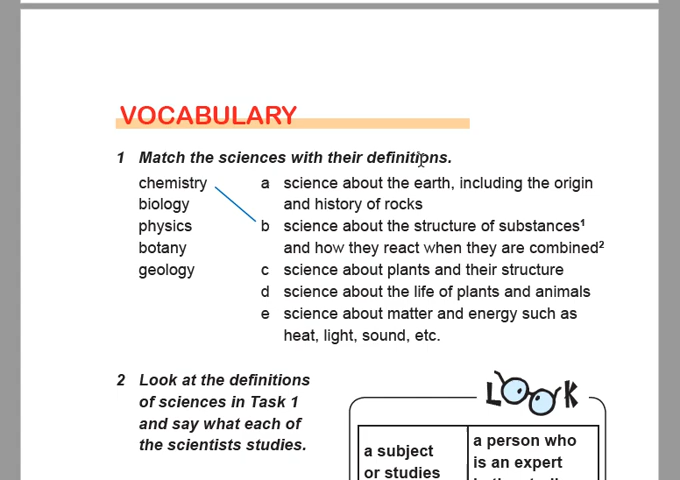 VOCABULARY
1 Match the sciences with their definitions.
chemistry
biology
physics
botany
geology
a science about the earth, including the origin
and history of rocks
b science about the structure of substances¹
and how they react when they are combined²
c science about plants and their structure
d science about the life of plants and animals
e science about matter and energy such as
heat, light, sound, etc.
2 Look at the definitions
of sciences in Task 1
and say what each of
the scientists studies.
LOOK
a subject
or studies
a person who
is an expert